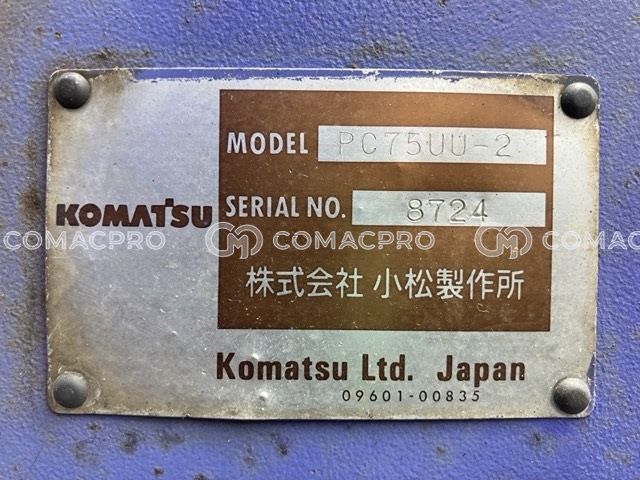 MODEL PC75UU-2
KOMATSU SERIAL NO. 8724
COMACPRO COMACPRO COMACPRO
株式会社 小松製作所
Komatsu Ltd. Japan
09601-00835